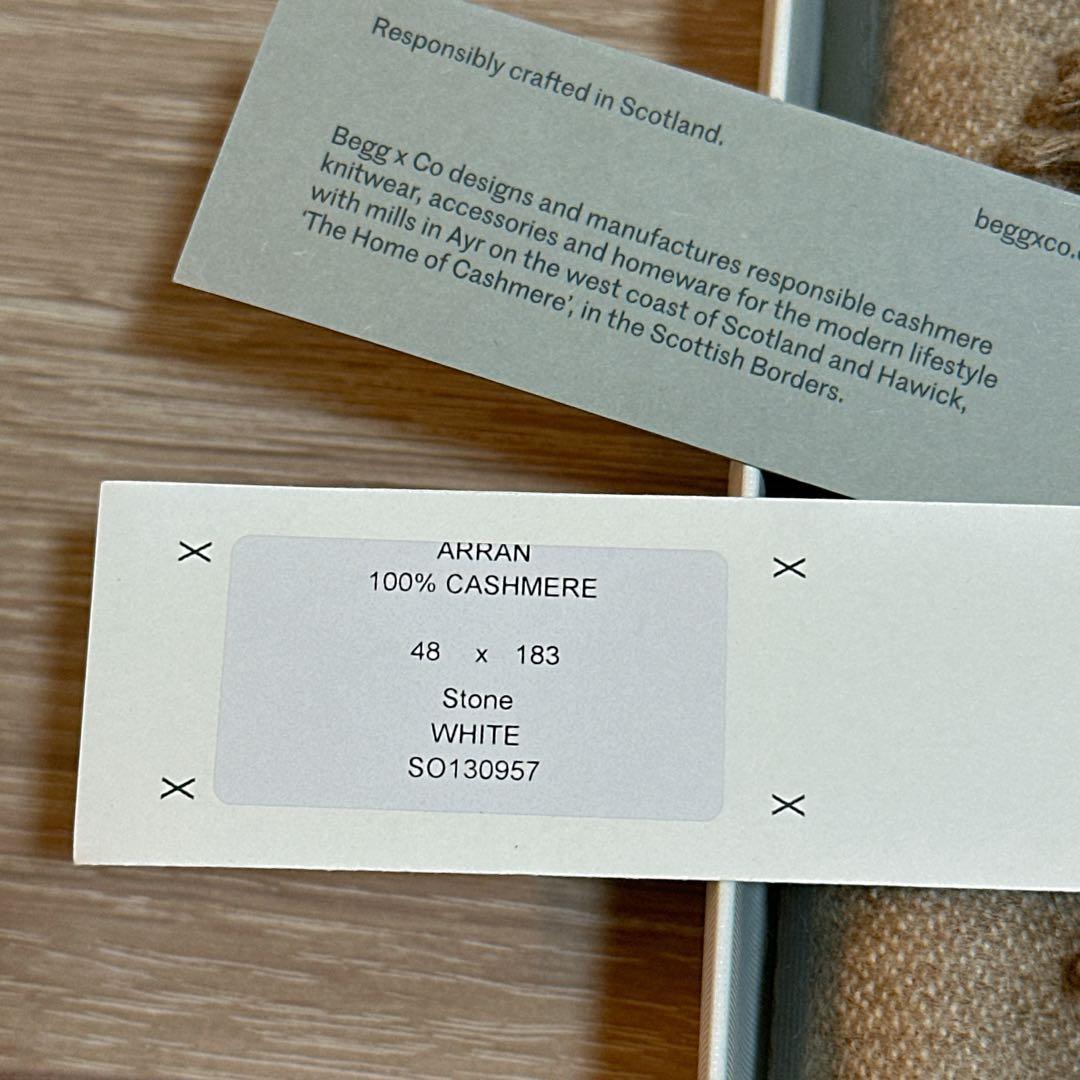 Responsibly crafted in Scotland.
Begg x Co designs and manufactures responsible cashmere
knitwear, accessories and homeware for the modern lifestyle
with mills in Ayr on the west coast of Scotland and Hawick,
‘The Home of Cashmere’, in the Scottish Borders.
beggxco.
ARRAN
100% CASHMERE
48 x 183
Stone
WHITE
SO130957